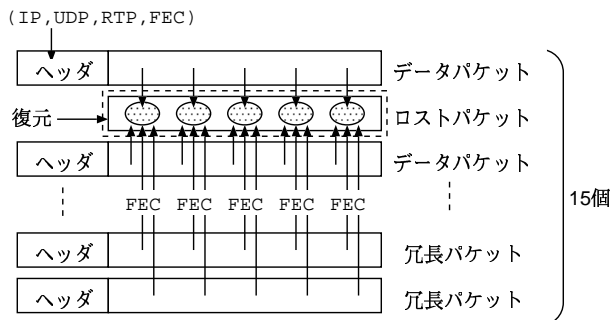 (IP,UDP,RTP,FEC)
ヘッダ
データパケット
復元
ロストパケット
ヘッダ
データパケット
FEC FEC FEC FEC FEC
15個
ヘッダ
冗長パケット
ヘッダ
冗長パケット